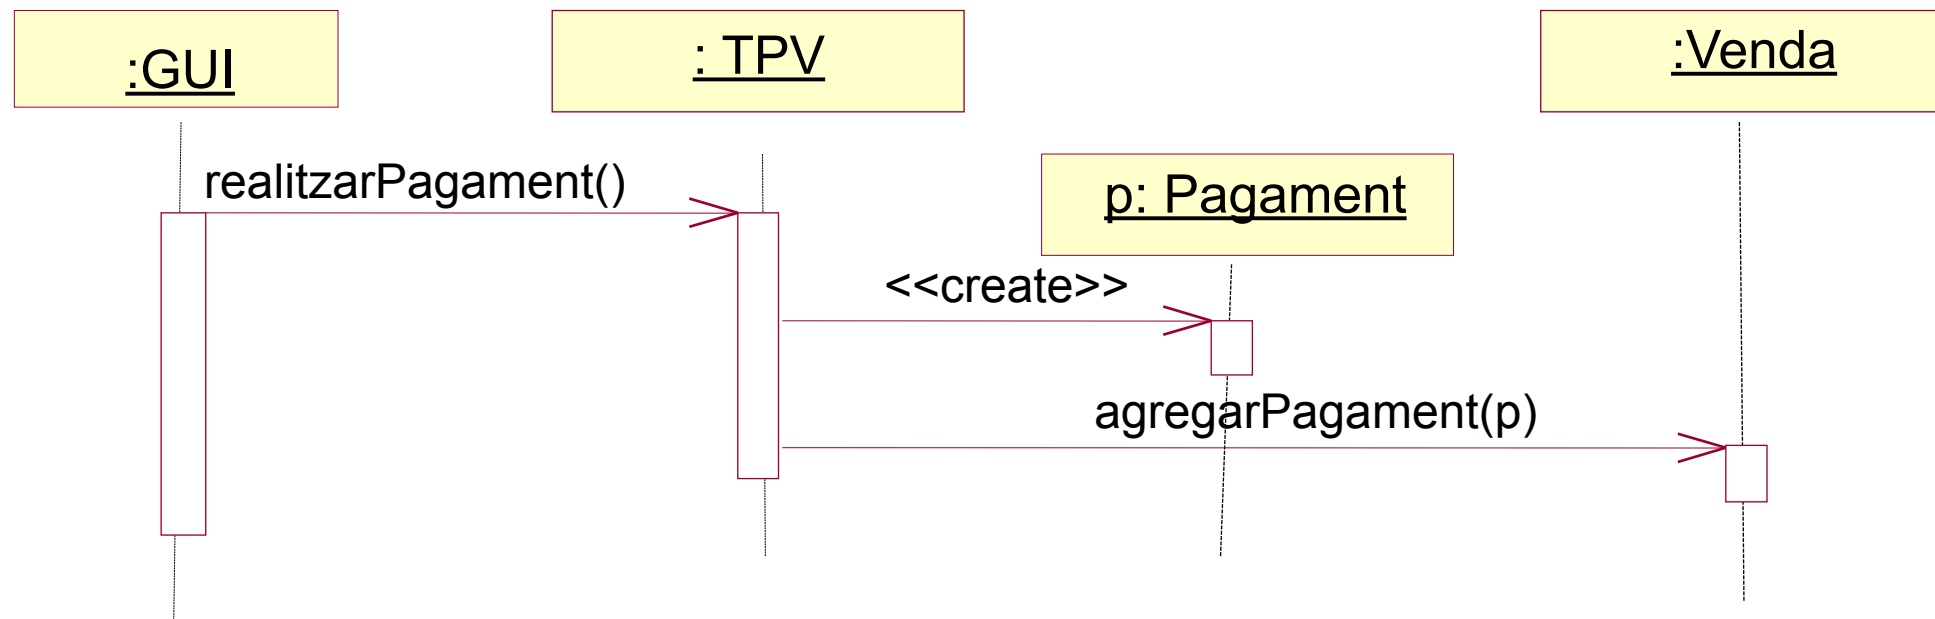 :GUI
: TPV
:Venda
realitzarPagament()
p: Pagament
<<create>>
agregarPagament(p)